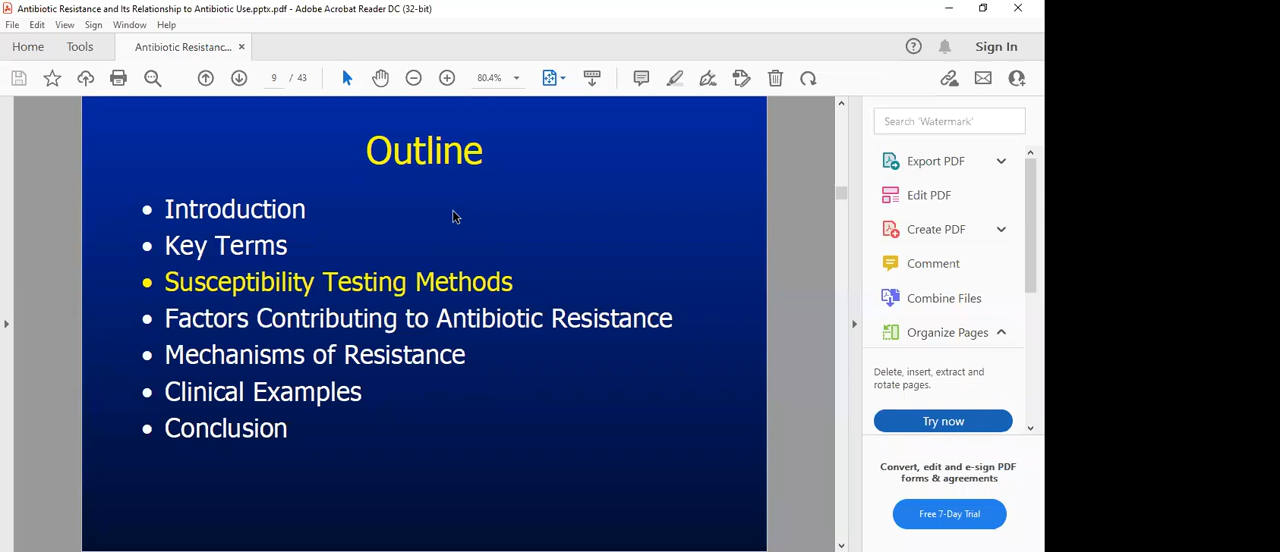 Antibiotic Resistance and Its Relationship to Antibiotic Use.pptx.pdf - Adobe Acrobat Reader DC (32-bit)
File Edit View Sign Window Help
Home Tools Antibiotic Resistanc... × Sign In
9 / 43 80.4%
Outline
• Introduction
• Key Terms
• Susceptibility Testing Methods
• Factors Contributing to Antibiotic Resistance
• Mechanisms of Resistance
• Clinical Examples
• Conclusion
Search 'Watermark'
Export PDF
Edit PDF
Create PDF
Comment
Combine Files
Organize Pages
Delete, insert, extract and
rotate pages.
Try now
Convert, edit and e-sign PDF
forms & agreements
Free 7-Day Trial